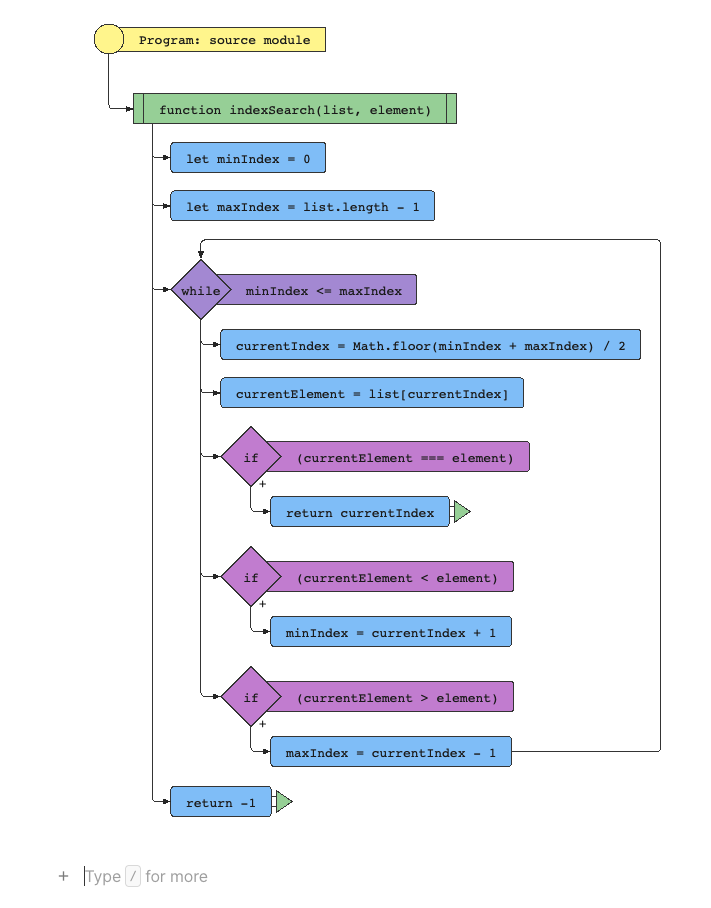 Program: source module
function indexSearch(list, element)
let minIndex = 0
let maxIndex = list.length - 1
while minIndex <= maxIndex
currentIndex = Math.floor(minIndex + maxIndex) / 2
currentElement = list[currentIndex]
if (currentElement === element)
+
return currentIndex
if (currentElement < element)
+
minIndex = currentIndex + 1
if (currentElement > element)
+
maxIndex = currentIndex - 1
return -1
+ Type / for more